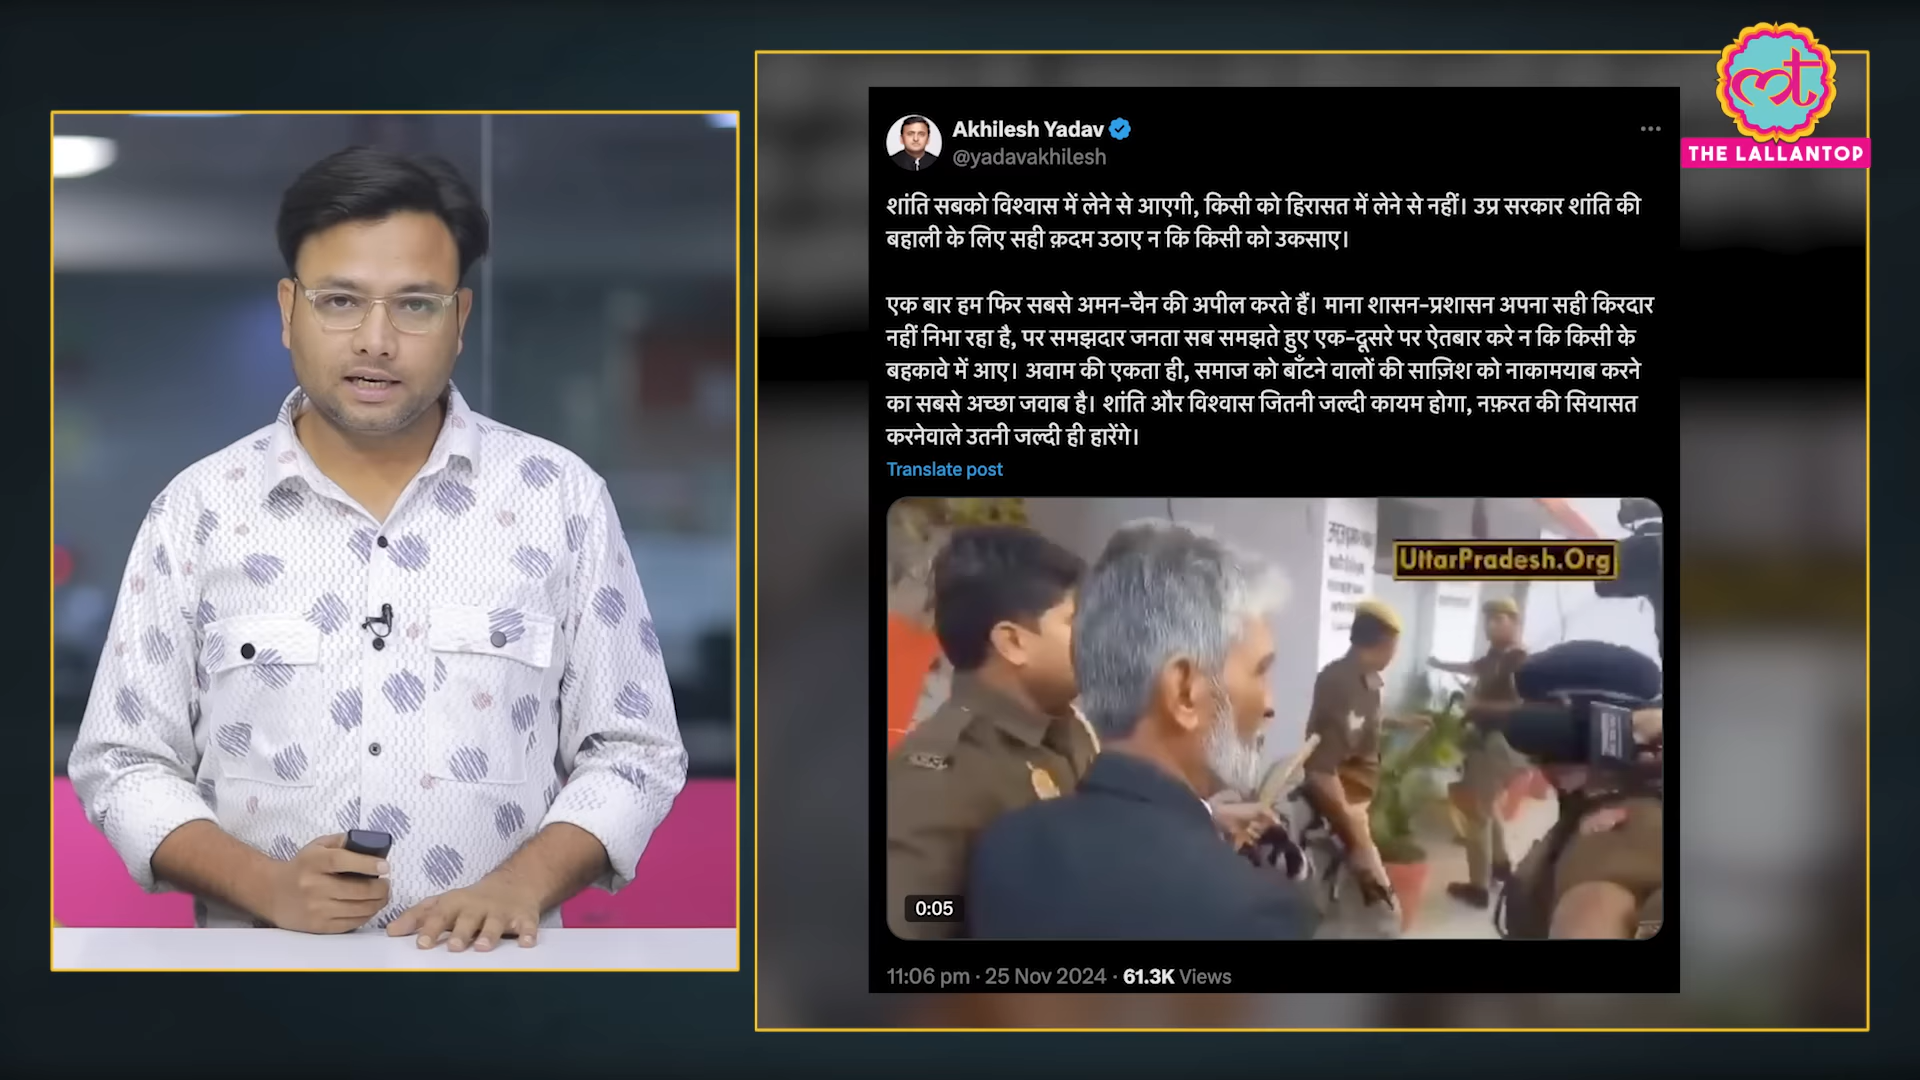 Akhilesh Yadav
@yadavakhilesh
शांति सबको विश्वास में लेने से आएगी, किसी को हिरासत में लेने से नहीं। उप्र सरकार शांति की
बहाली के लिए सही क़दम उठाए न कि किसी को उकसाए।
एक बार हम फिर सबसे अमन-चैन की अपील करते हैं। माना शासन-प्रशासन अपना सही किरदार
नहीं निभा रहा है, पर समझदार जनता सब समझते हुए एक-दूसरे पर ऐतबार करे न कि किसी के
बहकावे में आए। अवाम की एकता ही, समाज को बाँटने वालों की साज़िश को नाकामयाब करने
का सबसे अच्छा जवाब है। शांति और विश्वास जितनी जल्दी कायम होगा, नफ़रत की सियासत
करनेवाले उतनी जल्दी ही हारेंगे।
Translate post
UttarPradesh.Org
0:05
11:06 pm · 25 Nov 2024 · 61.3K Views
THE LALLANTOP